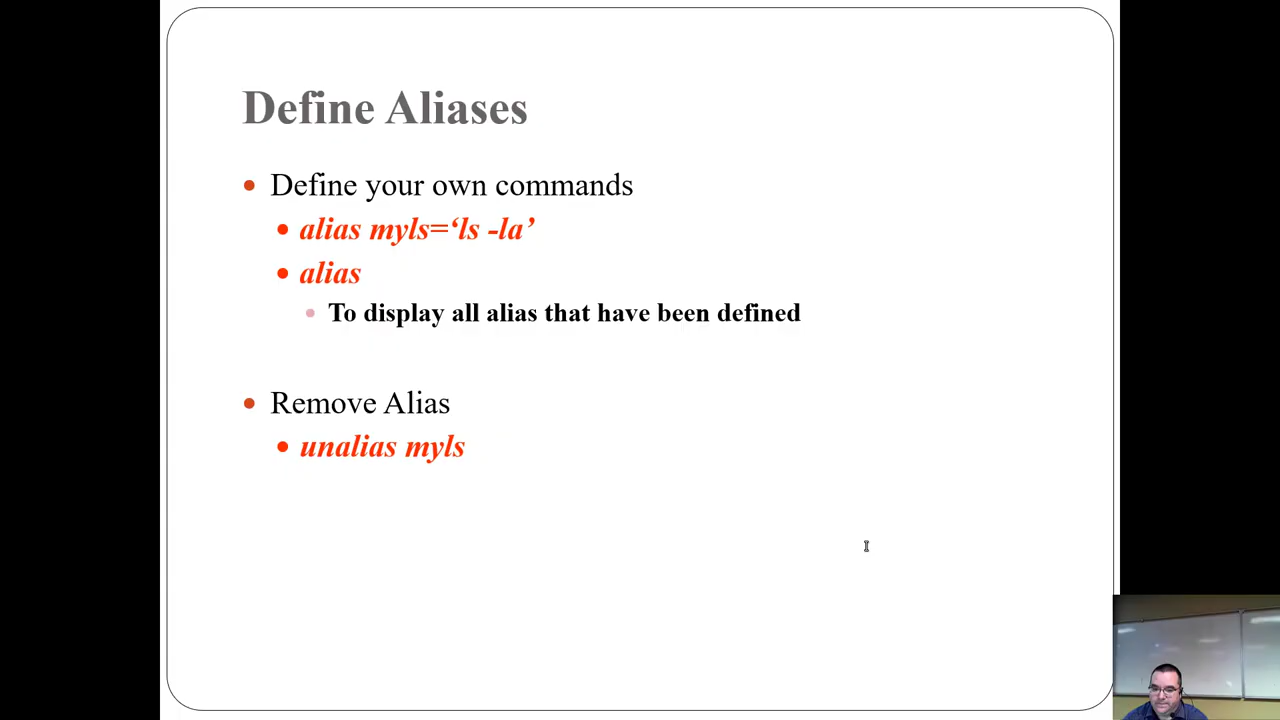 Define Aliases
Define your own commands
alias myls=‘ls -la’
alias
To display all alias that have been defined
Remove Alias
unalias myls